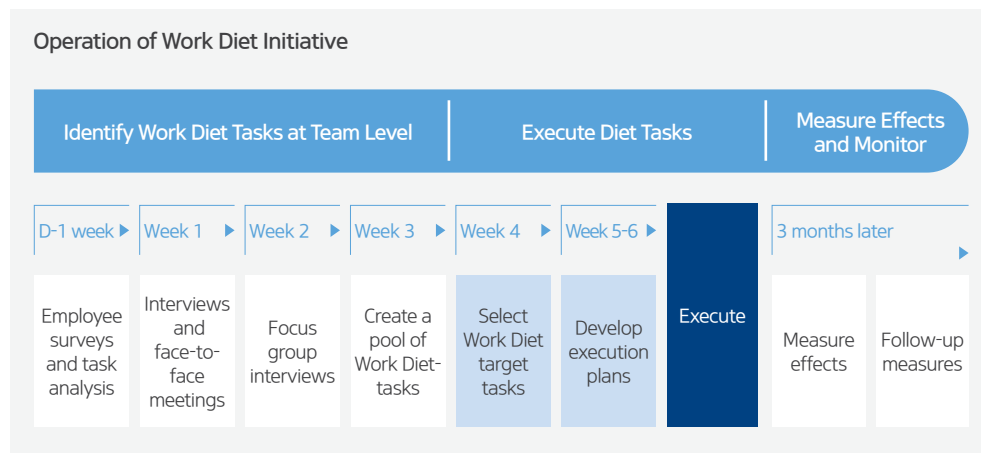 Operation of Work Diet Initiative
Identify Work Diet Tasks at Team Level
Execute Diet Tasks
Measure Effects
and Monitor
D-1 week
Week 1
Week 2
Week 3
Week 4
Week 5-6
3 months later
Employee
surveys
and task
analysis
Interviews
and
face-to-
face
meetings
Focus
group
interviews
Create a
pool of
Work Diet-
tasks
Select
Work Diet
target
tasks
Develop
execution
plans
Execute
Measure
effects
Follow-up
measures